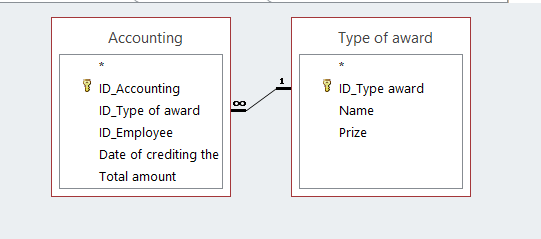 Accounting
*
ID_Accounting
ID_Type of award
ID_Employee
Date of crediting the
Total amount
∞
1
Type of award
*
ID_Type award
Name
Prize